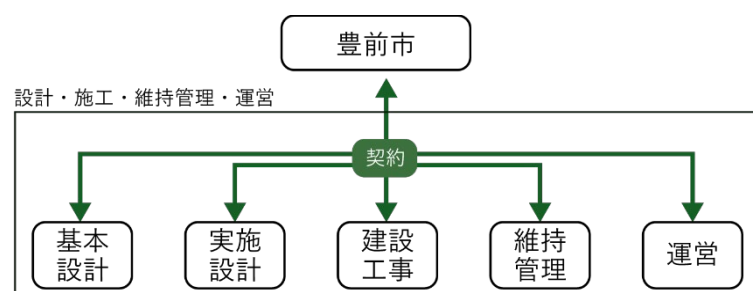 豊前市
設計・施工・維持管理・運営
契約
基本
設計
実施
設計
建設
工事
維持
管理
運営